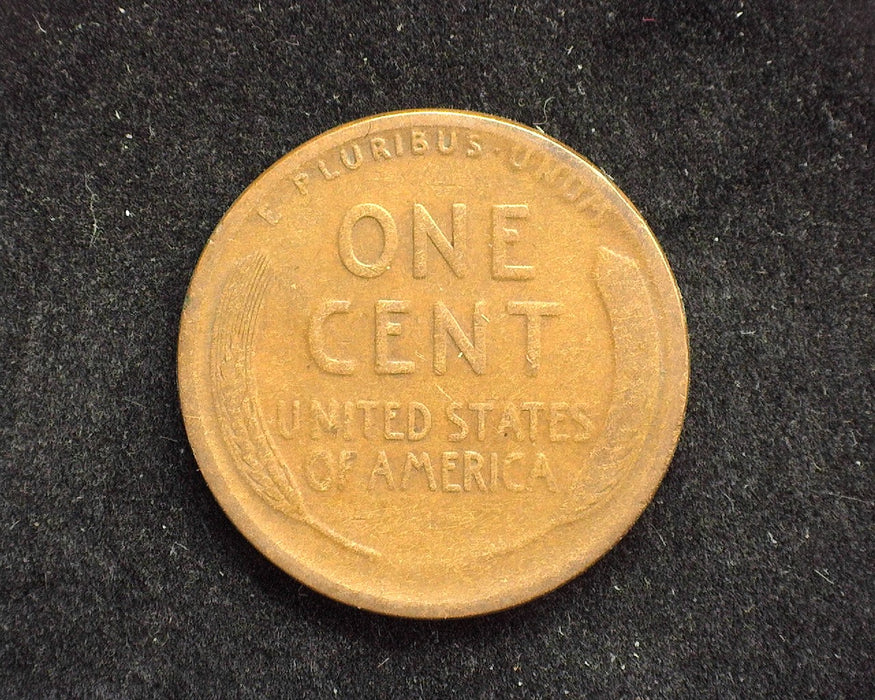 E·PLURIBUS·UNUM
ONE
CENT
UNITED STATES
OF AMERICA